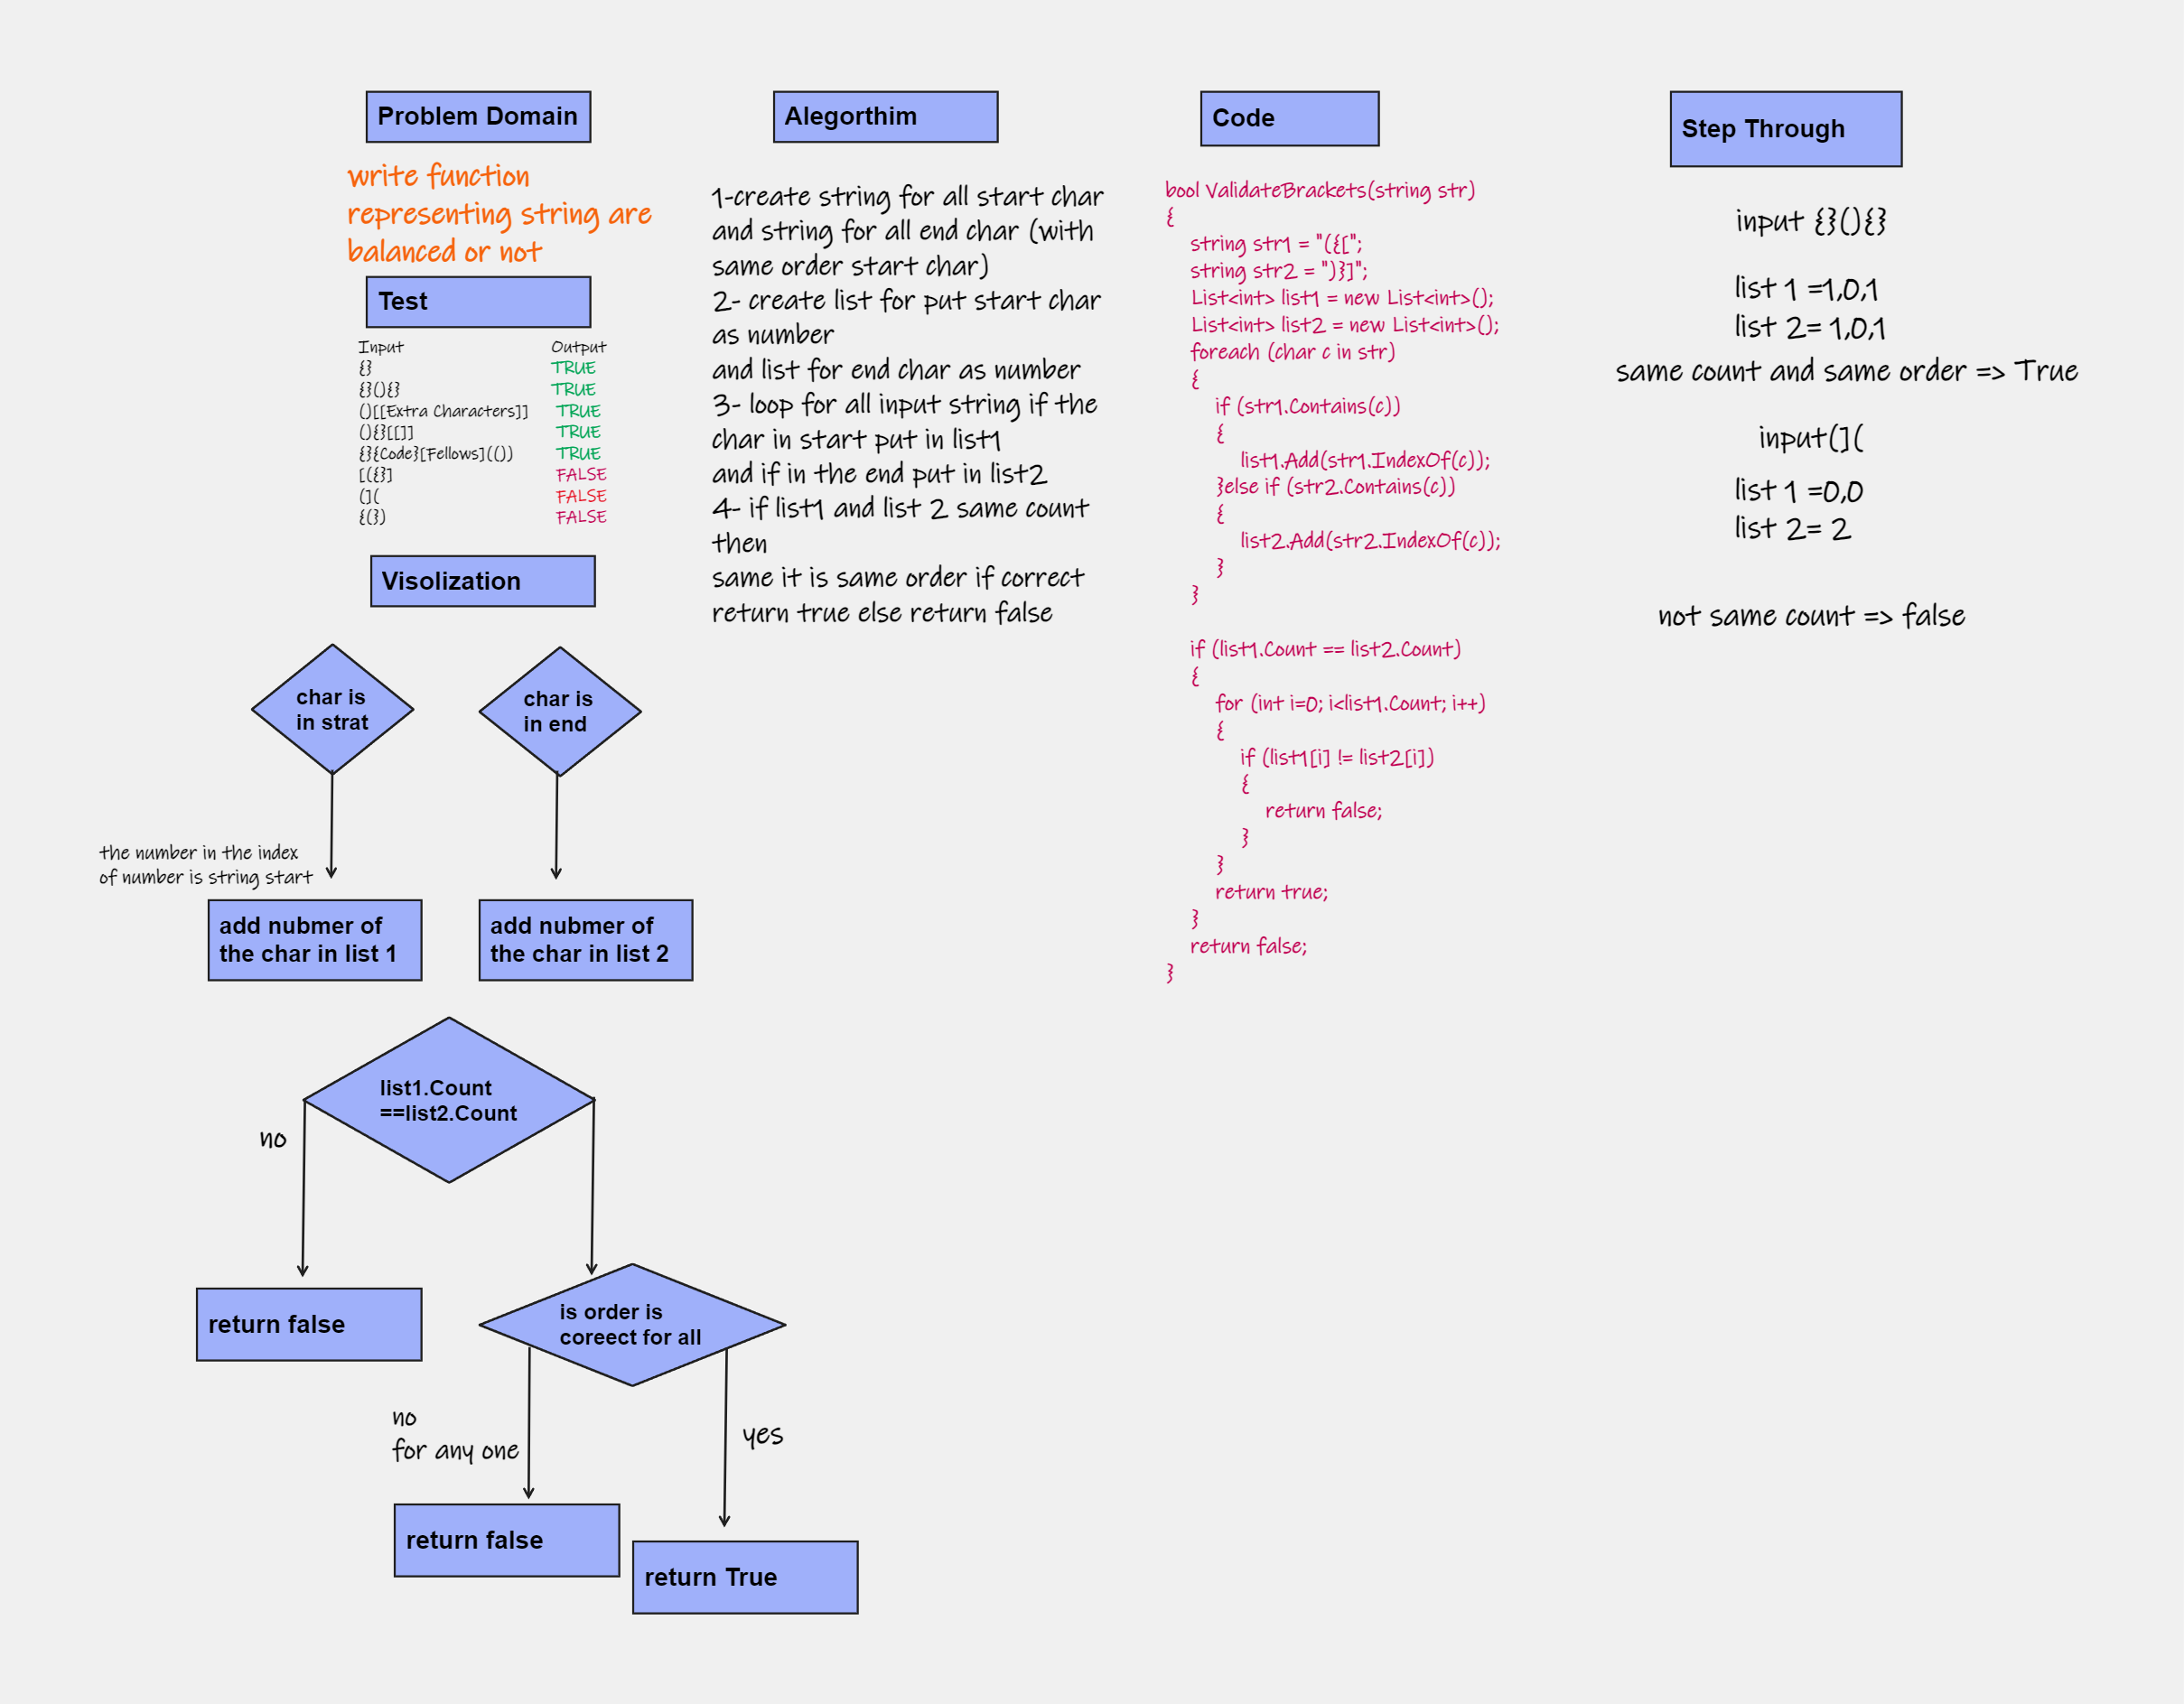 Problem Domain
write function
representing string are
balanced or not
Test
Input Output
{} TRUE
{}(){} TRUE
()[[Extra Characters]] TRUE
(){}[[]] TRUE
{}{Code}[Fellows](()) TRUE
[({}] FALSE
(]( FALSE
{(}) FALSE
Visolization
char is
in strat
char is
in end
the number in the index
of number is string start
add nubmer of
the char in list 1
add nubmer of
the char in list 2
list1.Count
==list2.Count
no
return false
is order is
coreect for all
no
for any one
yes
return false
return True
Alegorthim
1-create string for all start char
and string for all end char (with
same order start char)
2- create list for put start char
as number
and list for end char as number
3- loop for all input string if the
char in start put in list1
and if in the end put in list2
4- if list1 and list 2 same count
then
same it is same order if correct
return true else return false
Code
bool ValidateBrackets(string str)
{
string str1 = "({[";
string str2 = ")}]";
List<int> list1 = new List<int>();
List<int> list2 = new List<int>();
foreach (char c in str)
{
if (str1.Contains(c))
{
list1.Add(str1.IndexOf(c));
}else if (str2.Contains(c))
{
list2.Add(str2.IndexOf(c));
}
}
if (list1.Count == list2.Count)
{
for (int i=0; i<list1.Count; i++)
{
if (list1[i] != list2[i])
{
return false;
}
}
return true;
}
return false;
}
Step Through
input {}(){}
list 1 =1,0,1
list 2= 1,0,1
same count and same order => True
input(](
list 1 =0,0
list 2= 2
not same count => false